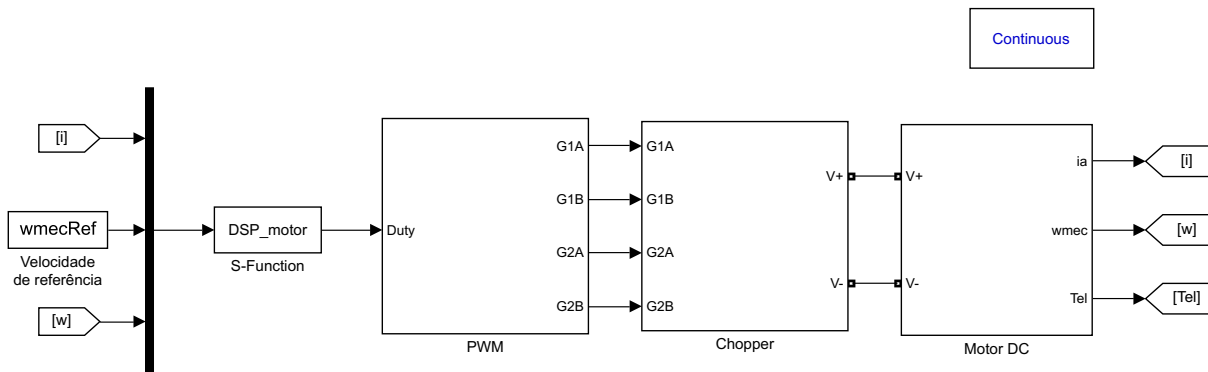 Continuous
[i]
wmecRef
Velocidade
de referência
[w]
DSP_motor
S-Function
Duty
G1A
G1B
G2A
G2B
PWM
G1A
G1B
G2A
G2B
V+
V-
Chopper
V+
V-
ia
wmec
Tel
Motor DC
[i]
[w]
[Tel]